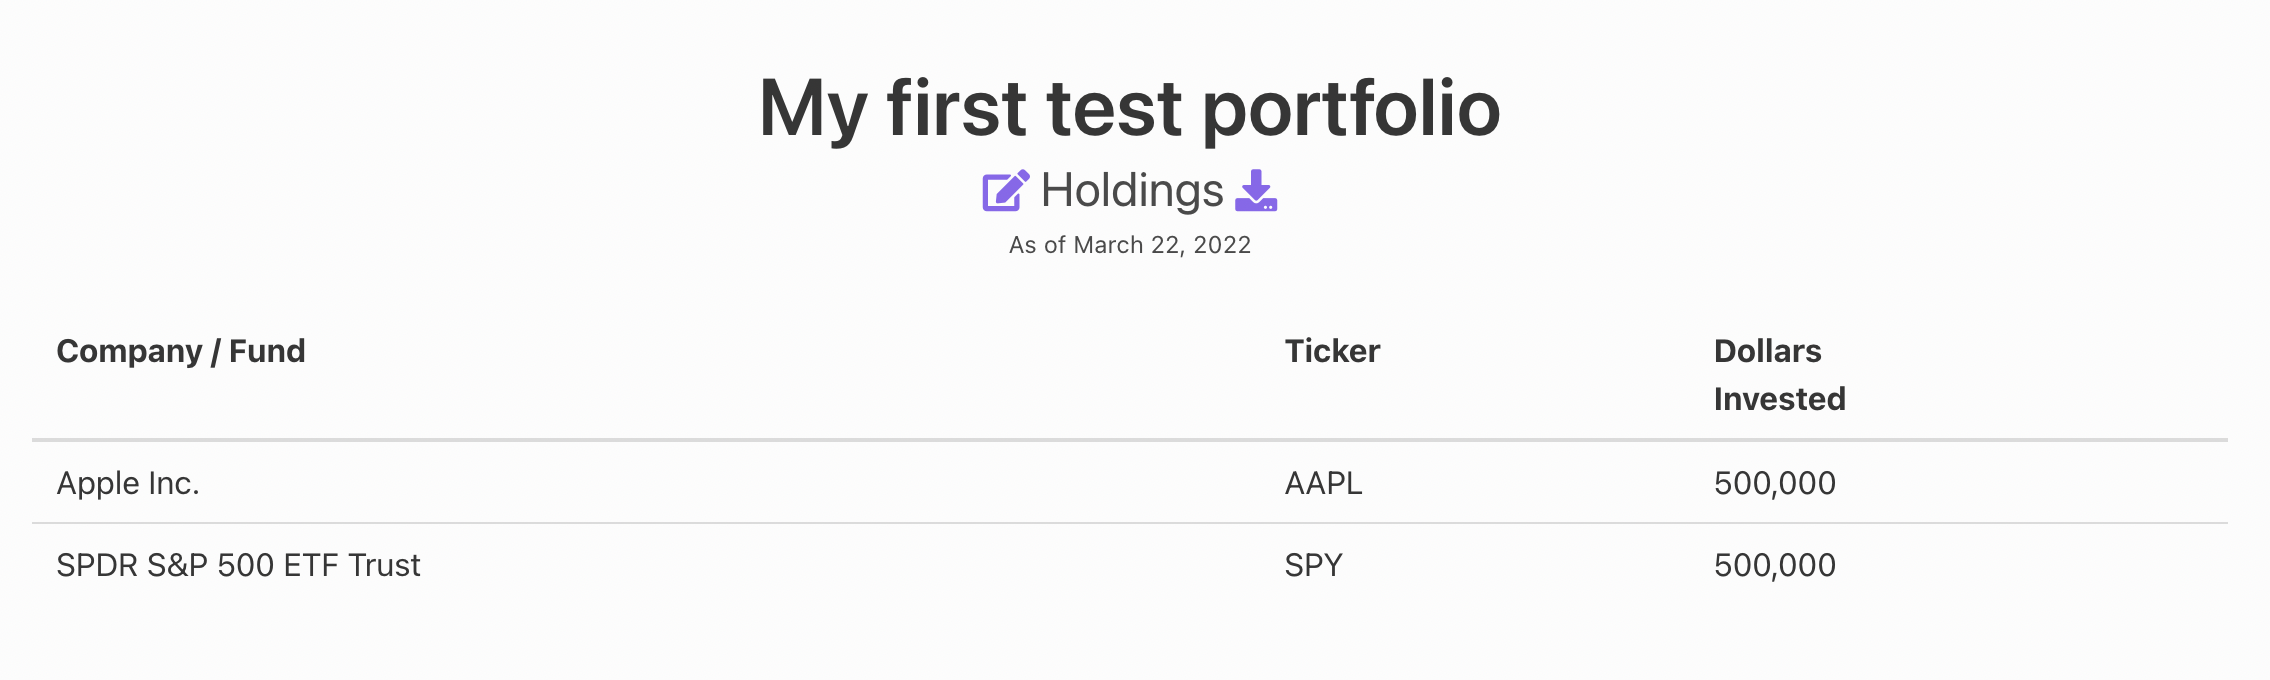 My first test portfolio
Holdings
As of March 22, 2022
Company / Fund Ticker Dollars Invested
Apple Inc. AAPL 500,000
SPDR S&P 500 ETF Trust SPY 500,000